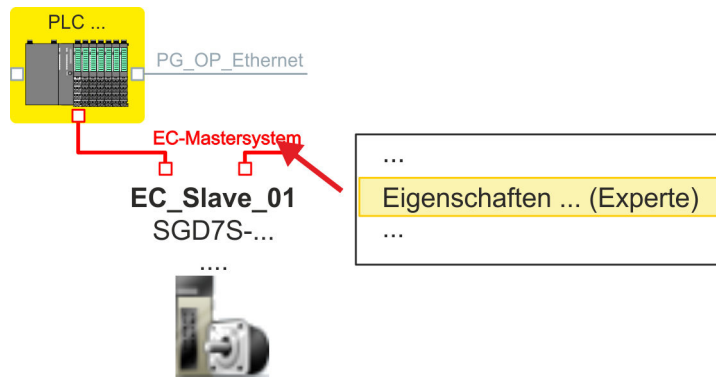 PLC ...
PG_OP_Ethernet
EC-Mastersystem
...
Eigenschaften ... (Experte)
...
EC_Slave_01
SGD7S-...
....